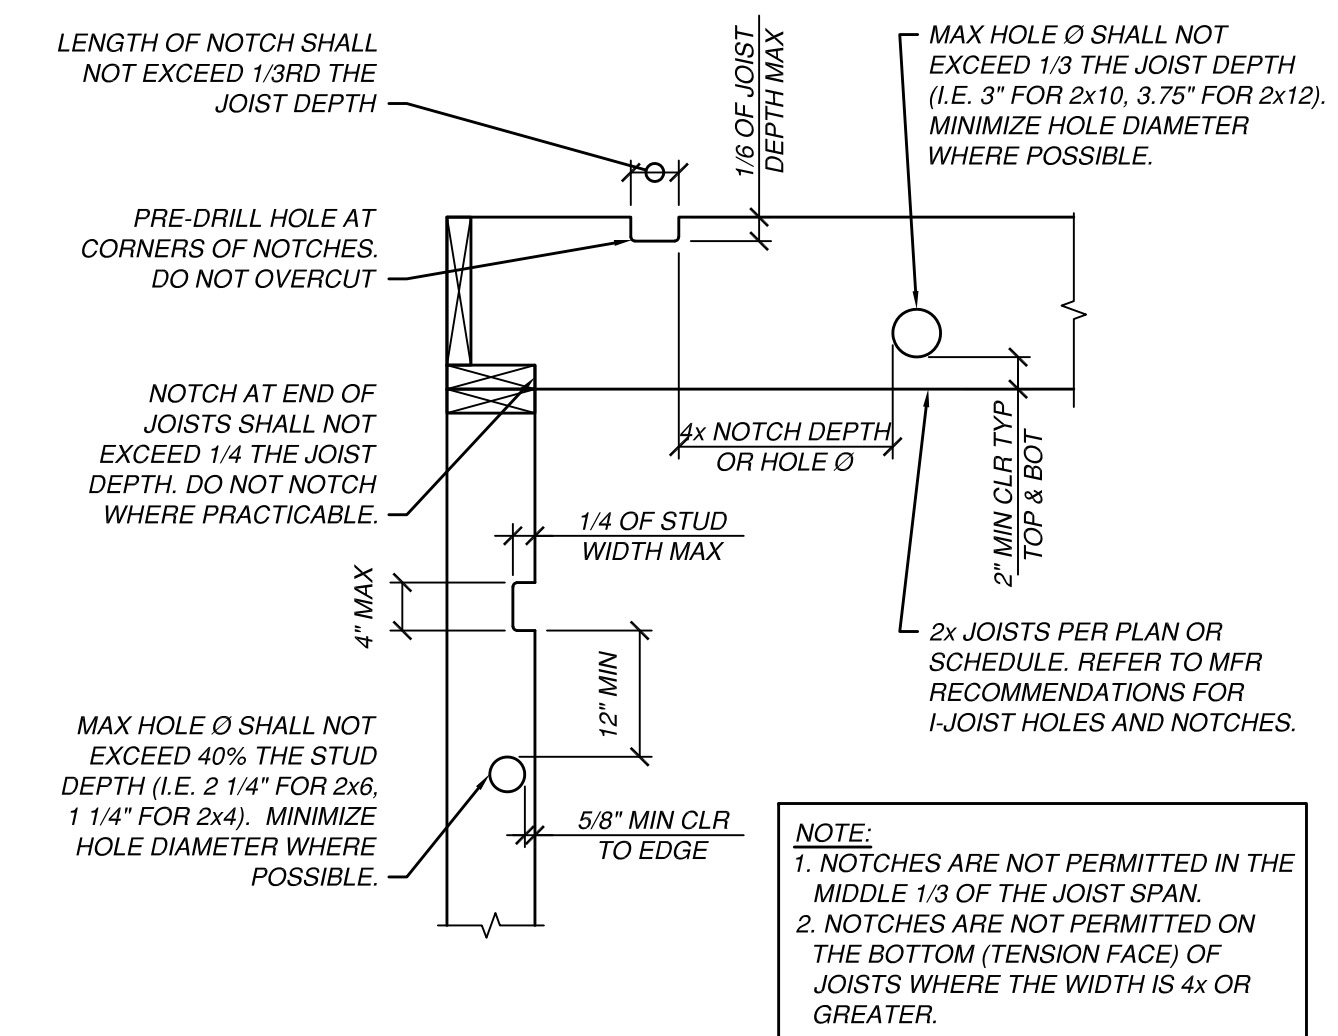 LENGTH OF NOTCH SHALL
NOT EXCEED 1/3RD THE
JOIST DEPTH
1/6 OF JOIST
DEPTH MAX
MAX HOLE Ø SHALL NOT
EXCEED 1/3 THE JOIST DEPTH
(I.E. 3" FOR 2x10, 3.75" FOR 2x12).
MINIMIZE HOLE DIAMETER
WHERE POSSIBLE.
PRE-DRILL HOLE AT
CORNERS OF NOTCHES.
DO NOT OVERCUT
NOTCH AT END OF
JOISTS SHALL NOT
EXCEED 1/4 THE JOIST
DEPTH. DO NOT NOTCH
WHERE PRACTICABLE.
4x NOTCH DEPTH
OR HOLE Ø
2" MIN CLR TYP
TOP & BOT
1/4 OF STUD
WIDTH MAX
4" MAX
12" MIN
2x JOISTS PER PLAN OR
SCHEDULE. REFER TO MFR
RECOMMENDATIONS FOR
I-JOIST HOLES AND NOTCHES.
MAX HOLE Ø SHALL NOT
EXCEED 40% THE STUD
DEPTH (I.E. 2 1/4" FOR 2x6,
1 1/4" FOR 2x4). MINIMIZE
HOLE DIAMETER WHERE
POSSIBLE.
5/8" MIN CLR
TO EDGE
NOTE:
1. NOTCHES ARE NOT PERMITTED IN THE
MIDDLE 1/3 OF THE JOIST SPAN.
2. NOTCHES ARE NOT PERMITTED ON
THE BOTTOM (TENSION FACE) OF
JOISTS WHERE THE WIDTH IS 4x OR
GREATER.